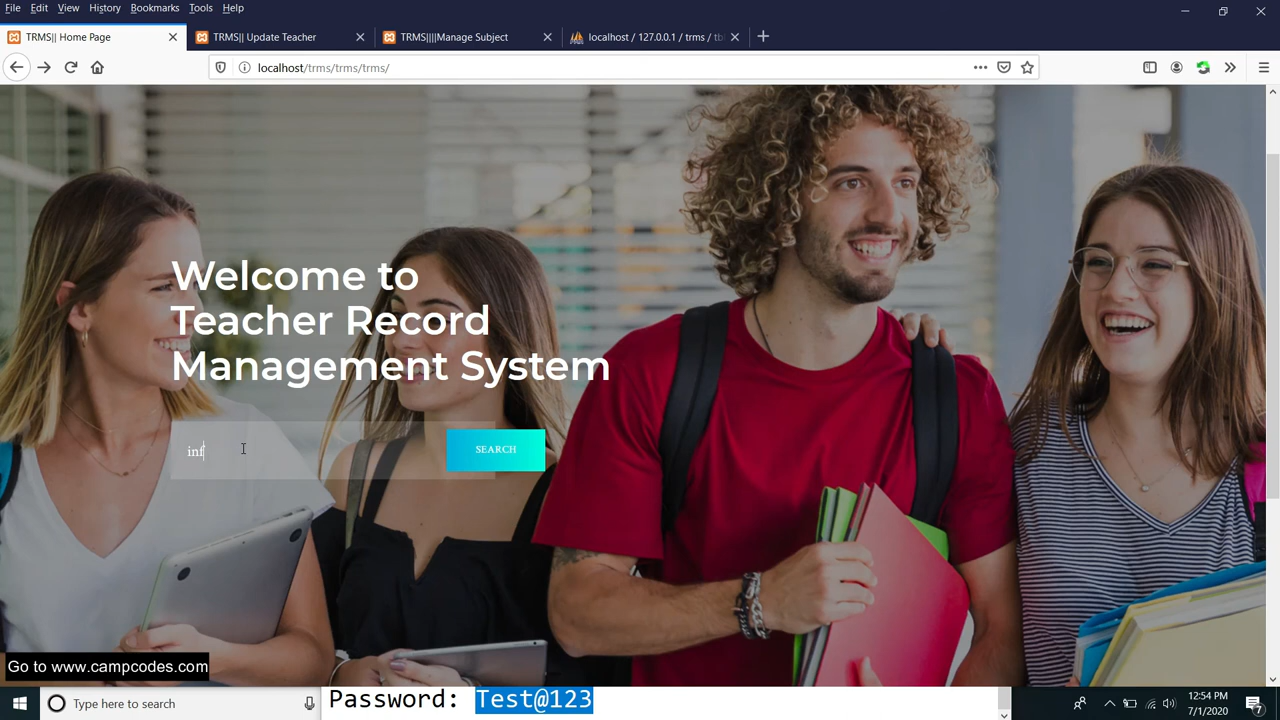 File Edit View History Bookmarks Tools Help
TRMS|| Home Page
TRMS|| Update Teacher
TRMS||||Manage Subject
localhost / 127.0.0.1 / trms / tb
localhost/trms/trms/trms/
Welcome to
Teacher Record
Management System
inf
SEARCH
Go to www.campcodes.com
Password: Test@123
Type here to search
12:54 PM
7/1/2020
7